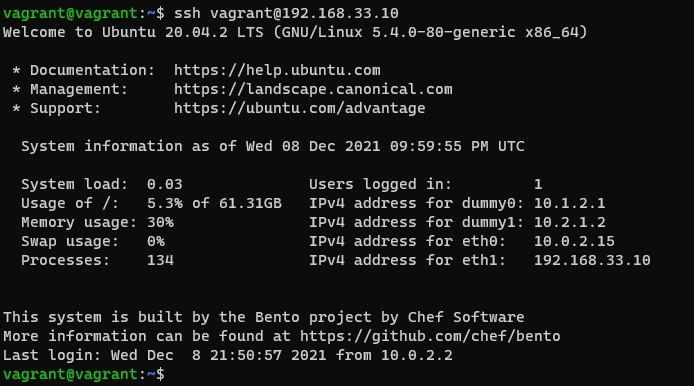 vagrant@vagrant:~$ ssh vagrant@192.168.33.10
Welcome to Ubuntu 20.04.2 LTS (GNU/Linux 5.4.0-80-generic x86_64)
* Documentation:  https://help.ubuntu.com
* Management:     https://landscape.canonical.com
* Support:        https://ubuntu.com/advantage
System information as of Wed 08 Dec 2021 09:59:55 PM UTC
System load:  0.03              Users logged in:         1
Usage of /:   5.3% of 61.31GB   IPv4 address for dummy0: 10.1.2.1
Memory usage: 30%               IPv4 address for dummy1: 10.2.1.2
Swap usage:   0%                IPv4 address for eth0:   10.0.2.15
Processes:    134               IPv4 address for eth1:   192.168.33.10
This system is built by the Bento project by Chef Software
More information can be found at https://github.com/chef/bento
Last login: Wed Dec  8 21:50:57 2021 from 10.0.2.2
vagrant@vagrant:~$